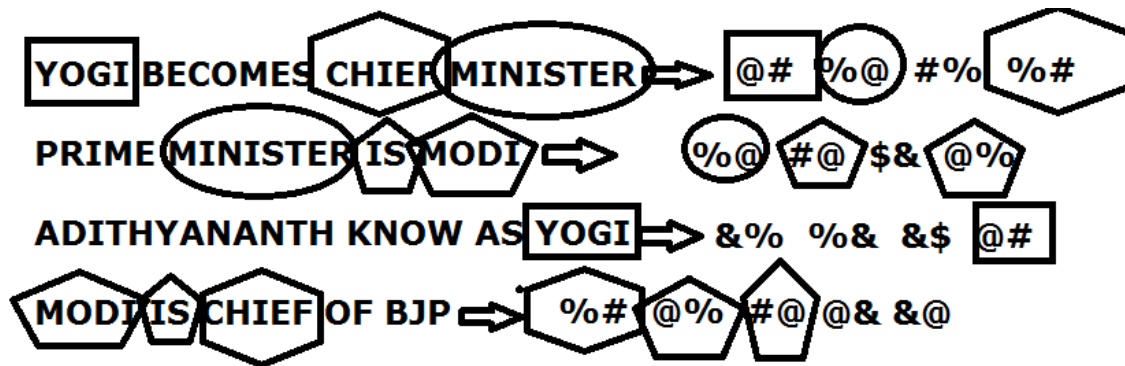 YOGI BECOMES CHIEF MINISTER @# %@ #% %#
PRIME MINISTER IS MODI %@ #@ $& @%
ADITHYANANTH KNOW AS YOGI &% %& &$ @#
MODI IS CHIEF OF BJP %# @% #@ @& &@